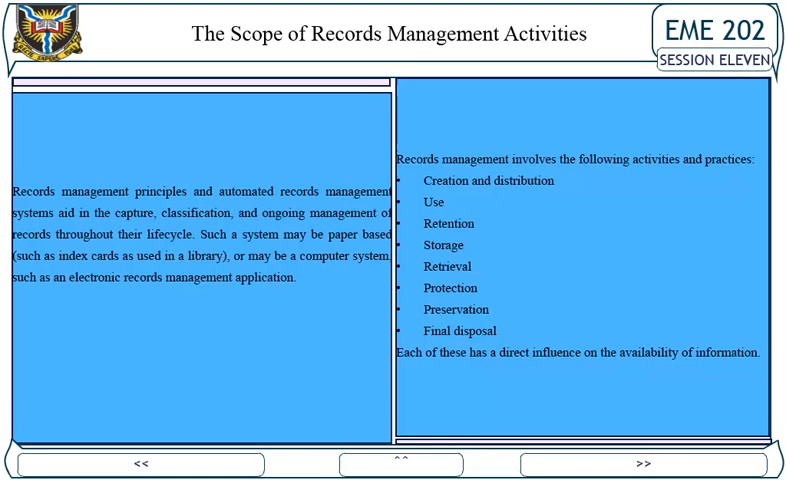 The Scope of Records Management Activities
EME 202
SESSION ELEVEN
Records management principles and automated records management
systems aid in the capture, classification, and ongoing management of
records throughout their lifecycle. Such a system may be paper based
(such as index cards as used in a library), or may be a computer system,
such as an electronic records management application.
Records management involves the following activities and practices:
• Creation and distribution
• Use
• Retention
• Storage
• Retrieval
• Protection
• Preservation
• Final disposal
Each of these has a direct influence on the availability of information.
<<
^^
>>